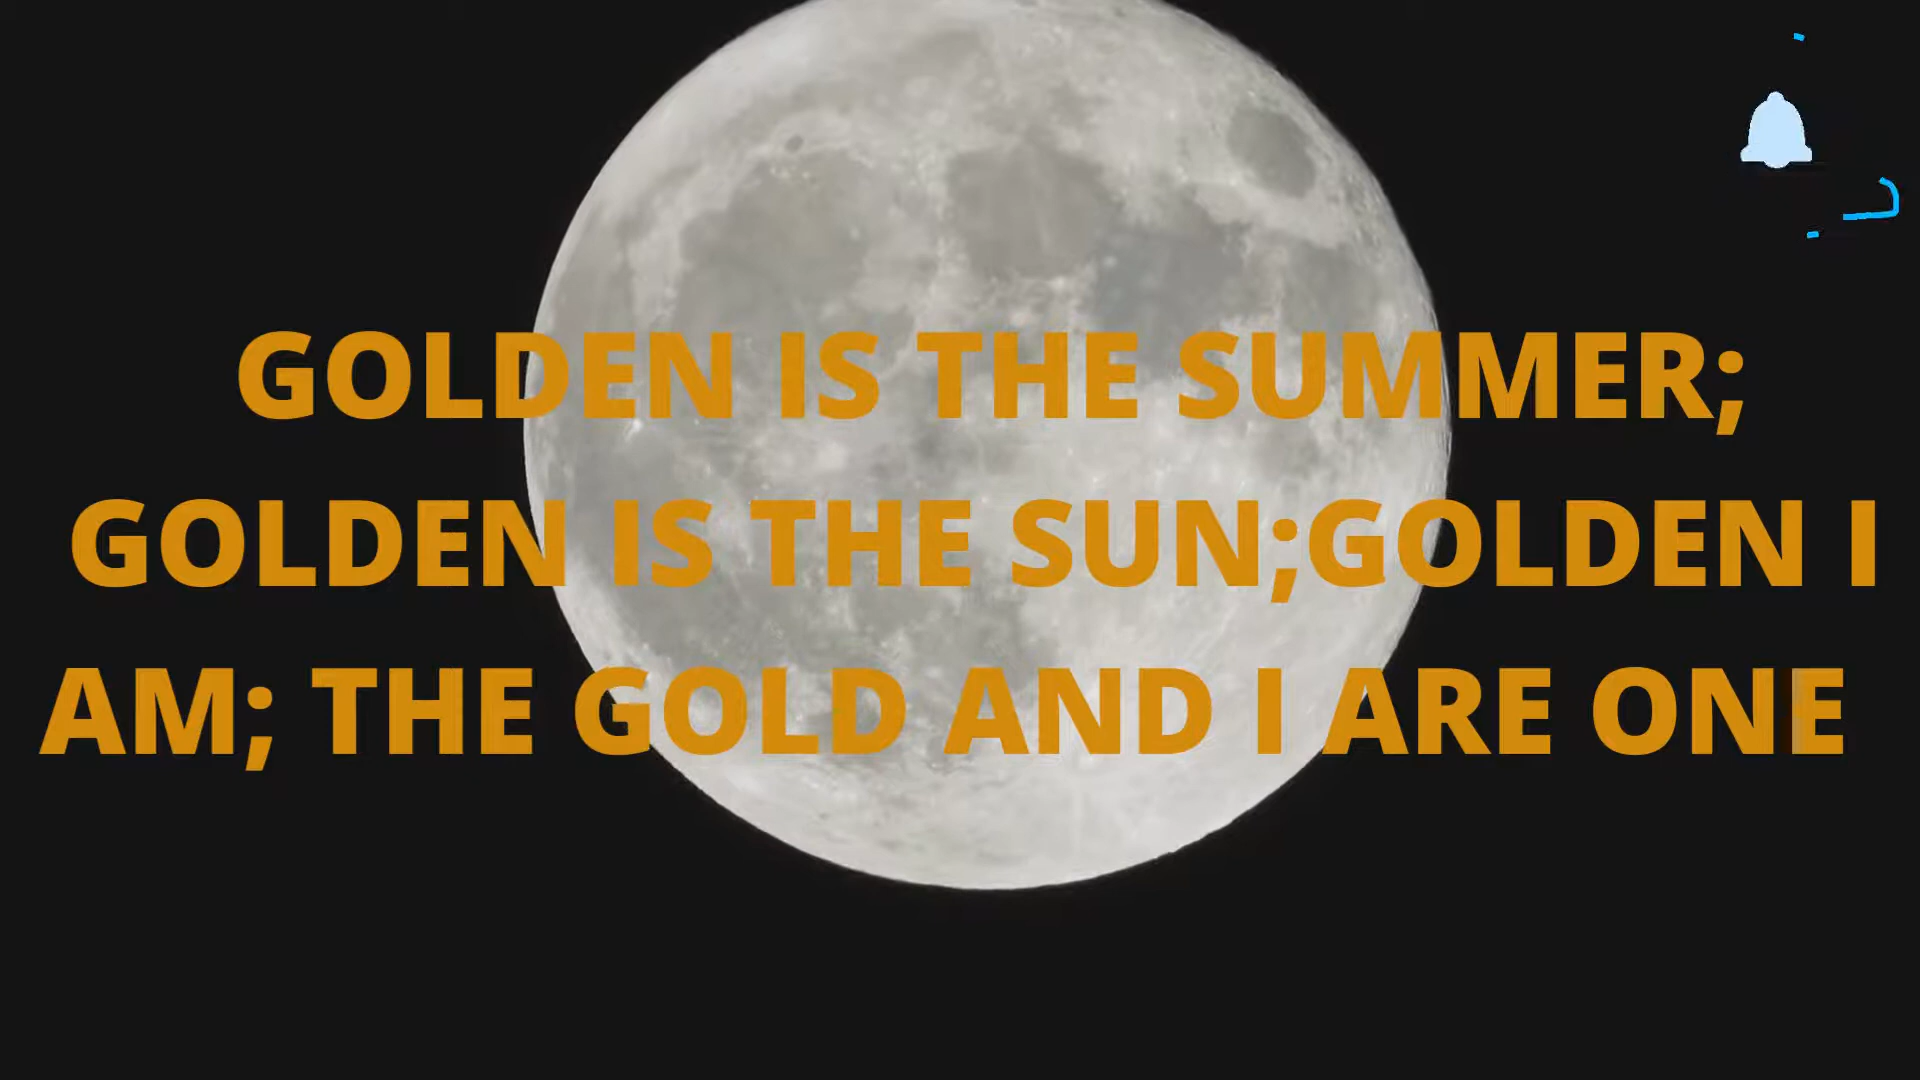 GOLDEN IS THE SUMMER;
GOLDEN IS THE SUN;GOLDEN I
AM; THE GOLD AND I ARE ONE